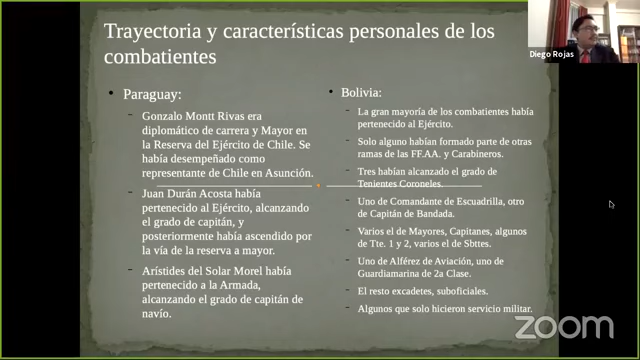 Trayectoria y características personales de los
combatientes
Diego Rojas
• Paraguay:
– Gonzalo Montt Rivas era
diplomático de carrera y Mayor en
la Reserva del Ejército de Chile. Se
había desempeñado como
representante de Chile en Asunción.
– Juan Durán Acosta había
pertenecido al Ejército, alcanzando
el grado de capitán, y
posteriormente había ascendido por
la vía de la reserva a mayor.
– Arístides del Solar Morel había
pertenecido a la Armada,
alcanzando el grado de capitán de
navío.
• Bolivia:
– La gran mayoría de los combatientes había
pertenecido al Ejército.
– Solo alguno habían formado parte de otras
ramas de las FF.AA. y Carabineros.
– Tres habían alcanzado el grado de
Tenientes Coroneles.
– Uno de Comandante de Escuadrilla, otro
de Capitán de Bandada.
– Varios el de Mayores, Capitanes, algunos
de Tte. 1 y 2, varios el de Sbttes.
– Uno de Alférez de Aviación, uno de
Guardiamarina de 2a Clase.
– El resto excadetes, suboficiales.
– Algunos que solo hicieron servicio militar.
zoom